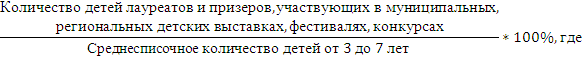 Количество детей лауреатов и призеров,участвующих в муниципальных,
региональных детских выставках, фестивалях, конкурсах
Среднесписочное количество детей от 3 до 7 лет
* 100%, где